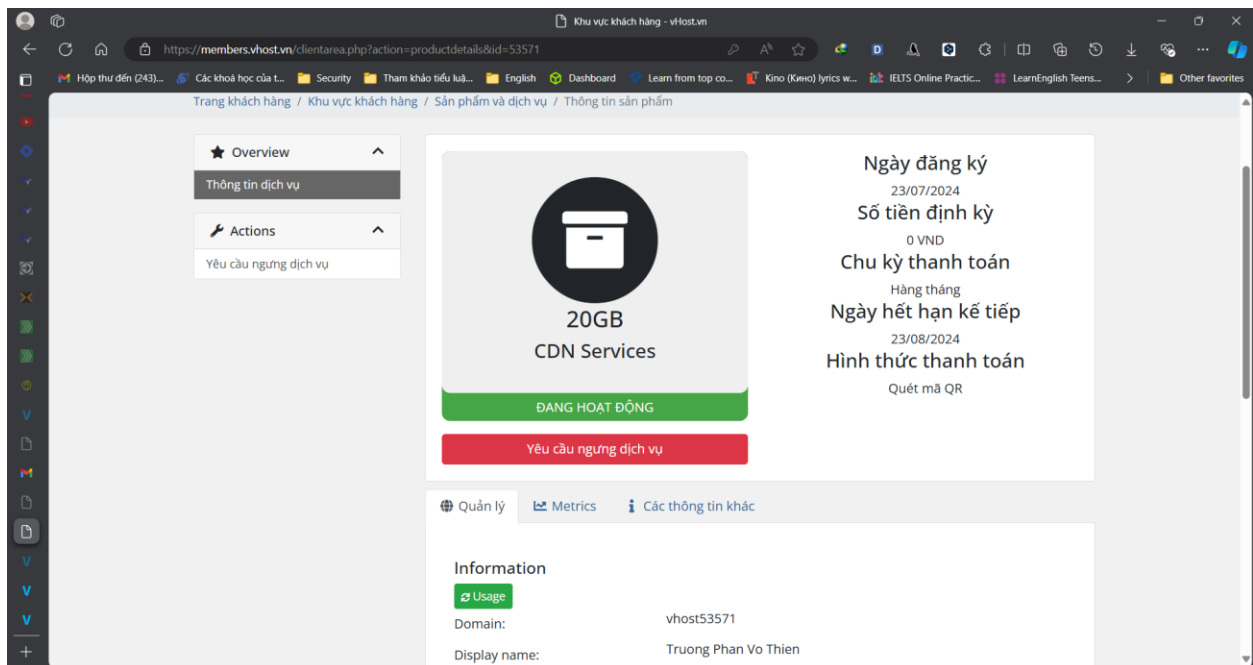 Khu vực khách hàng - vHost.vn
https://members.vhost.vn/clientarea.php?action=productdetails&id=53571
Hộp thư đến (243)... Các khoá học của t... Security Tham khảo tiểu luậ... English Dashboard Learn from top co... Kino (Кино) lyrics w... IELTS Online Practic... LearnEnglish Teens... Other favorites
Trang khách hàng / Khu vực khách hàng / Sản phẩm và dịch vụ / Thông tin sản phẩm
Overview
Thông tin dịch vụ
Actions
Yêu cầu ngưng dịch vụ
20GB
CDN Services
ĐANG HOẠT ĐỘNG
Yêu cầu ngưng dịch vụ
Ngày đăng ký
23/07/2024
Số tiền định kỳ
0 VND
Chu kỳ thanh toán
Hàng tháng
Ngày hết hạn kế tiếp
23/08/2024
Hình thức thanh toán
Quét mã QR
Quản lý Metrics Các thông tin khác
Information
Usage
Domain: vhost53571
Display name: Truong Phan Vo Thien